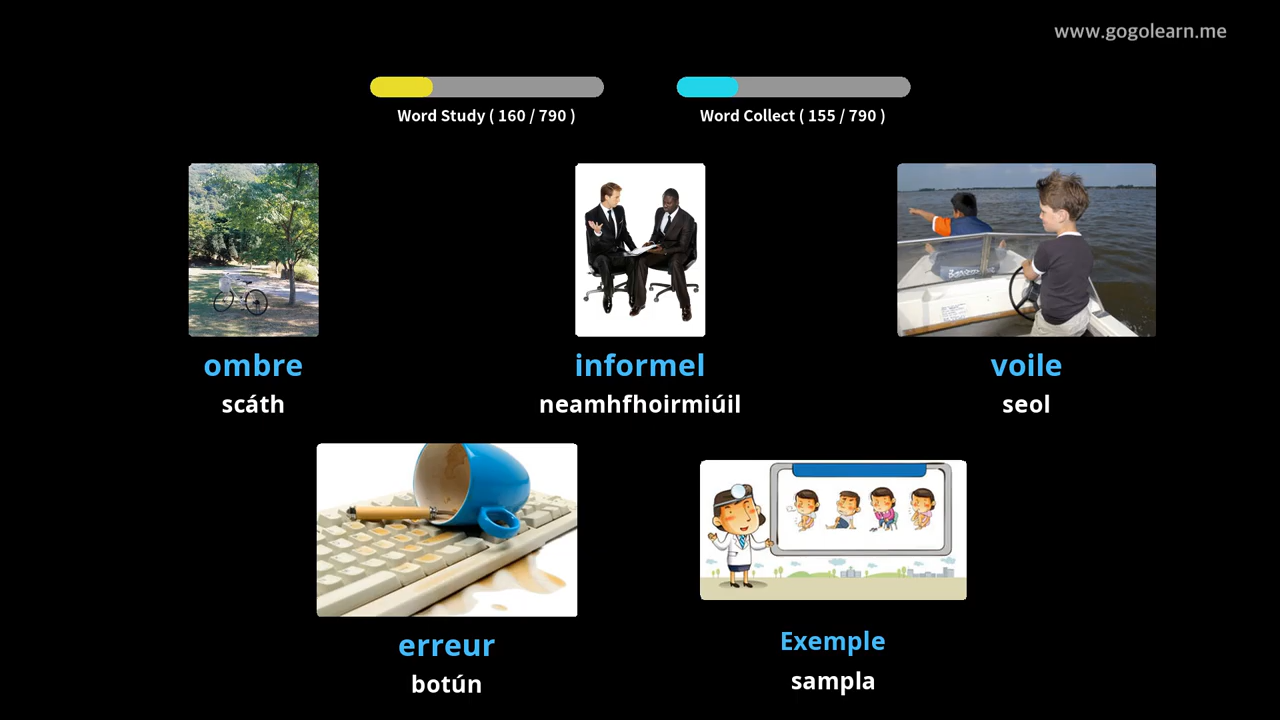 www.gogolearn.me
Word Study ( 160 / 790 )
Word Collect ( 155 / 790 )
ombre
scáth
informel
neamhfhoirmiúil
voile
seol
erreur
botún
Exemple
sampla